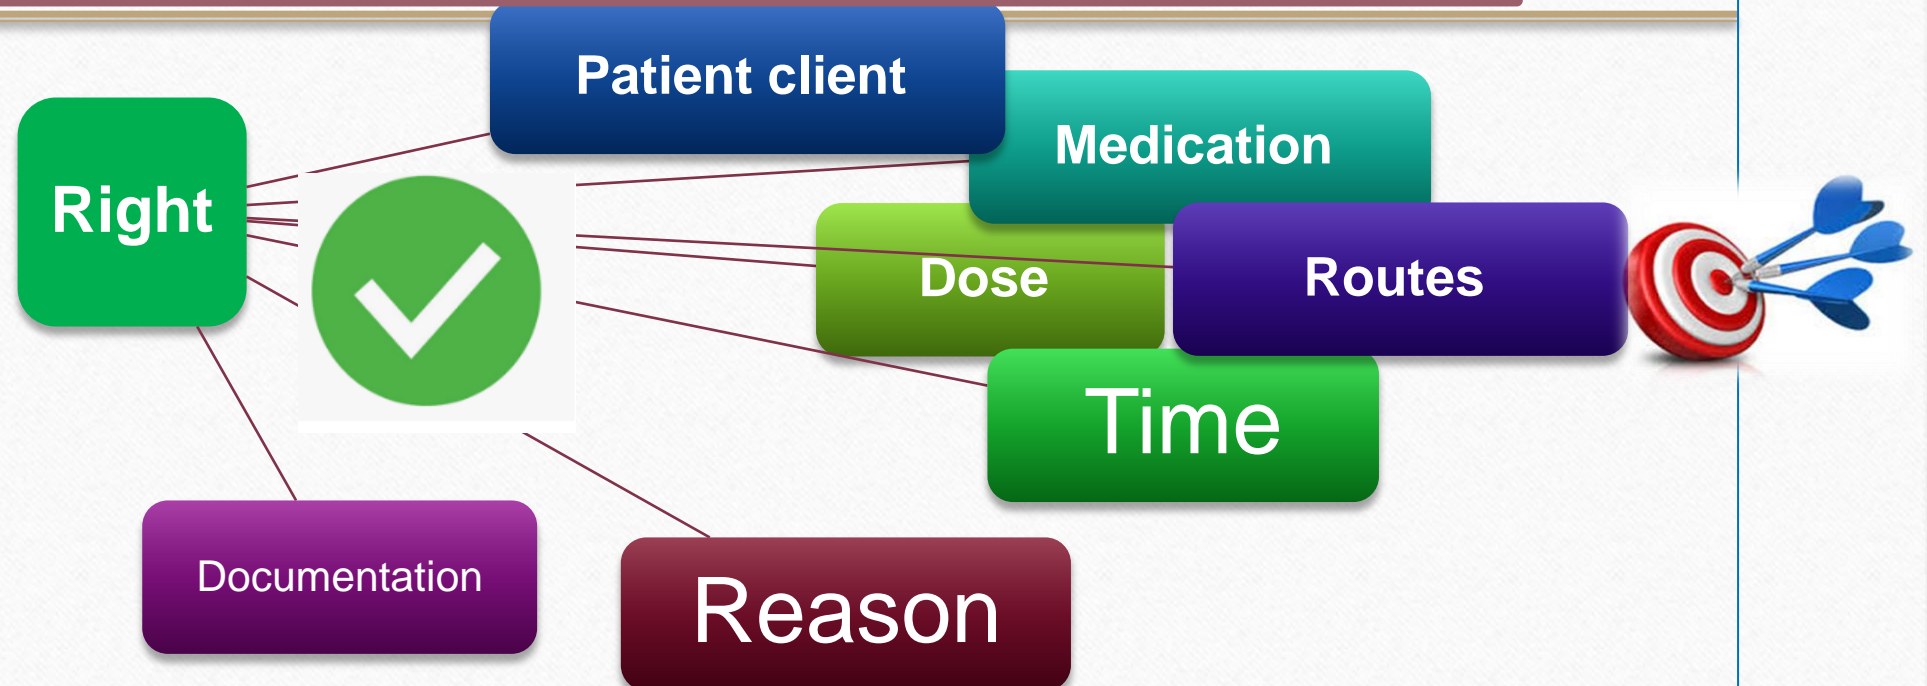 Patient client
Medication
Right
Dose
Routes
Time
Documentation
Reason